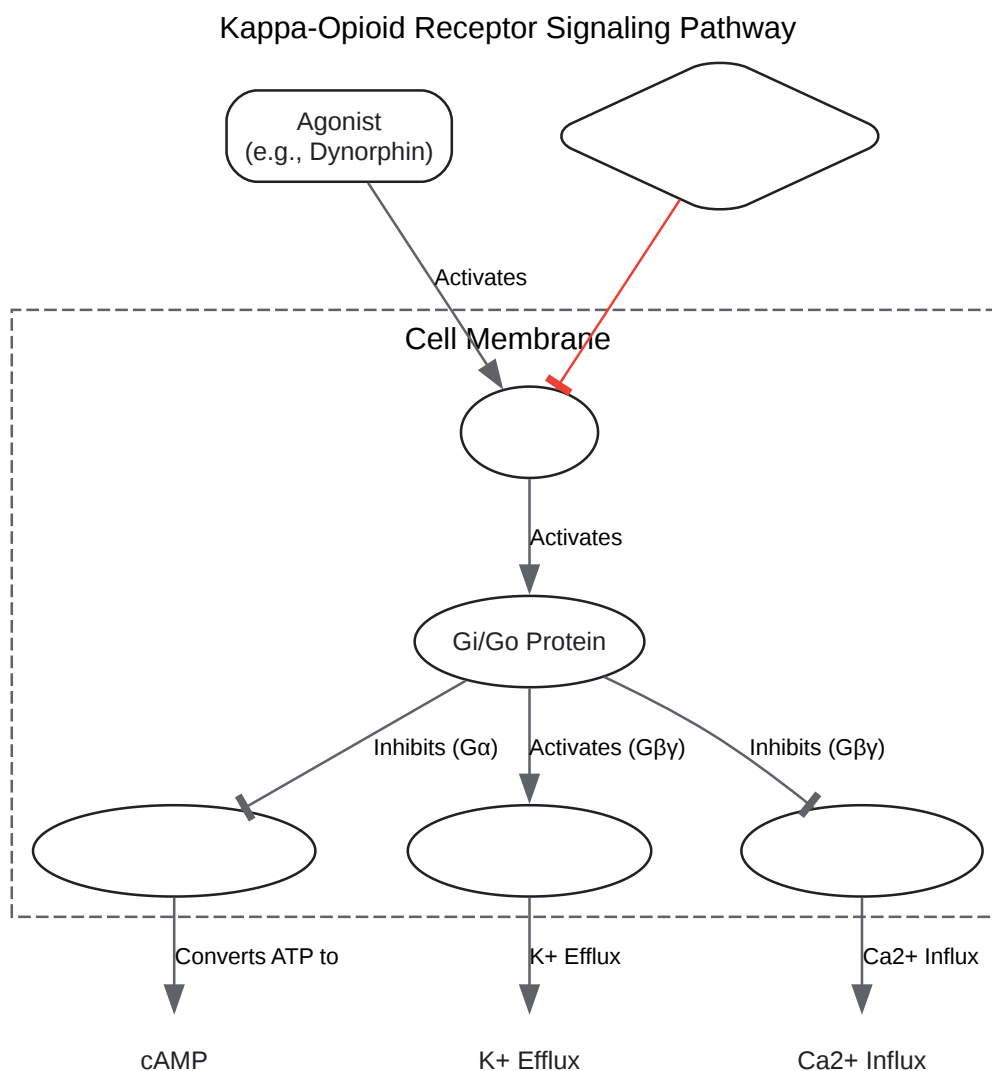 Kappa-Opioid Receptor Signaling Pathway
Agonist
(e.g., Dynorphin)
Activates
Cell Membrane
Activates
Gi/Go Protein
Inhibits (Gα)
Activates (Gβγ)
Inhibits (Gβγ)
Converts ATP to
K+ Efflux
Ca2+ Influx
cAMP
K+ Efflux
Ca2+ Influx